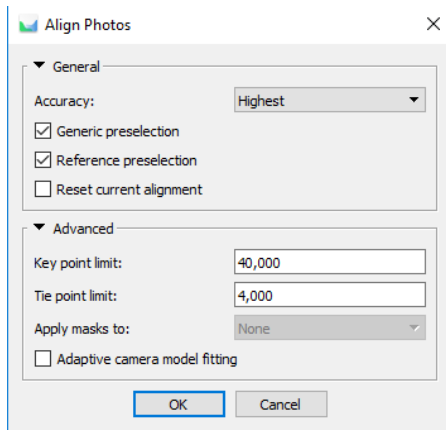 Align Photos
General
Accuracy: Highest
Generic preselection
Reference preselection
Reset current alignment
Advanced
Key point limit: 40,000
Tie point limit: 4,000
Apply masks to: None
Adaptive camera model fitting
OK Cancel